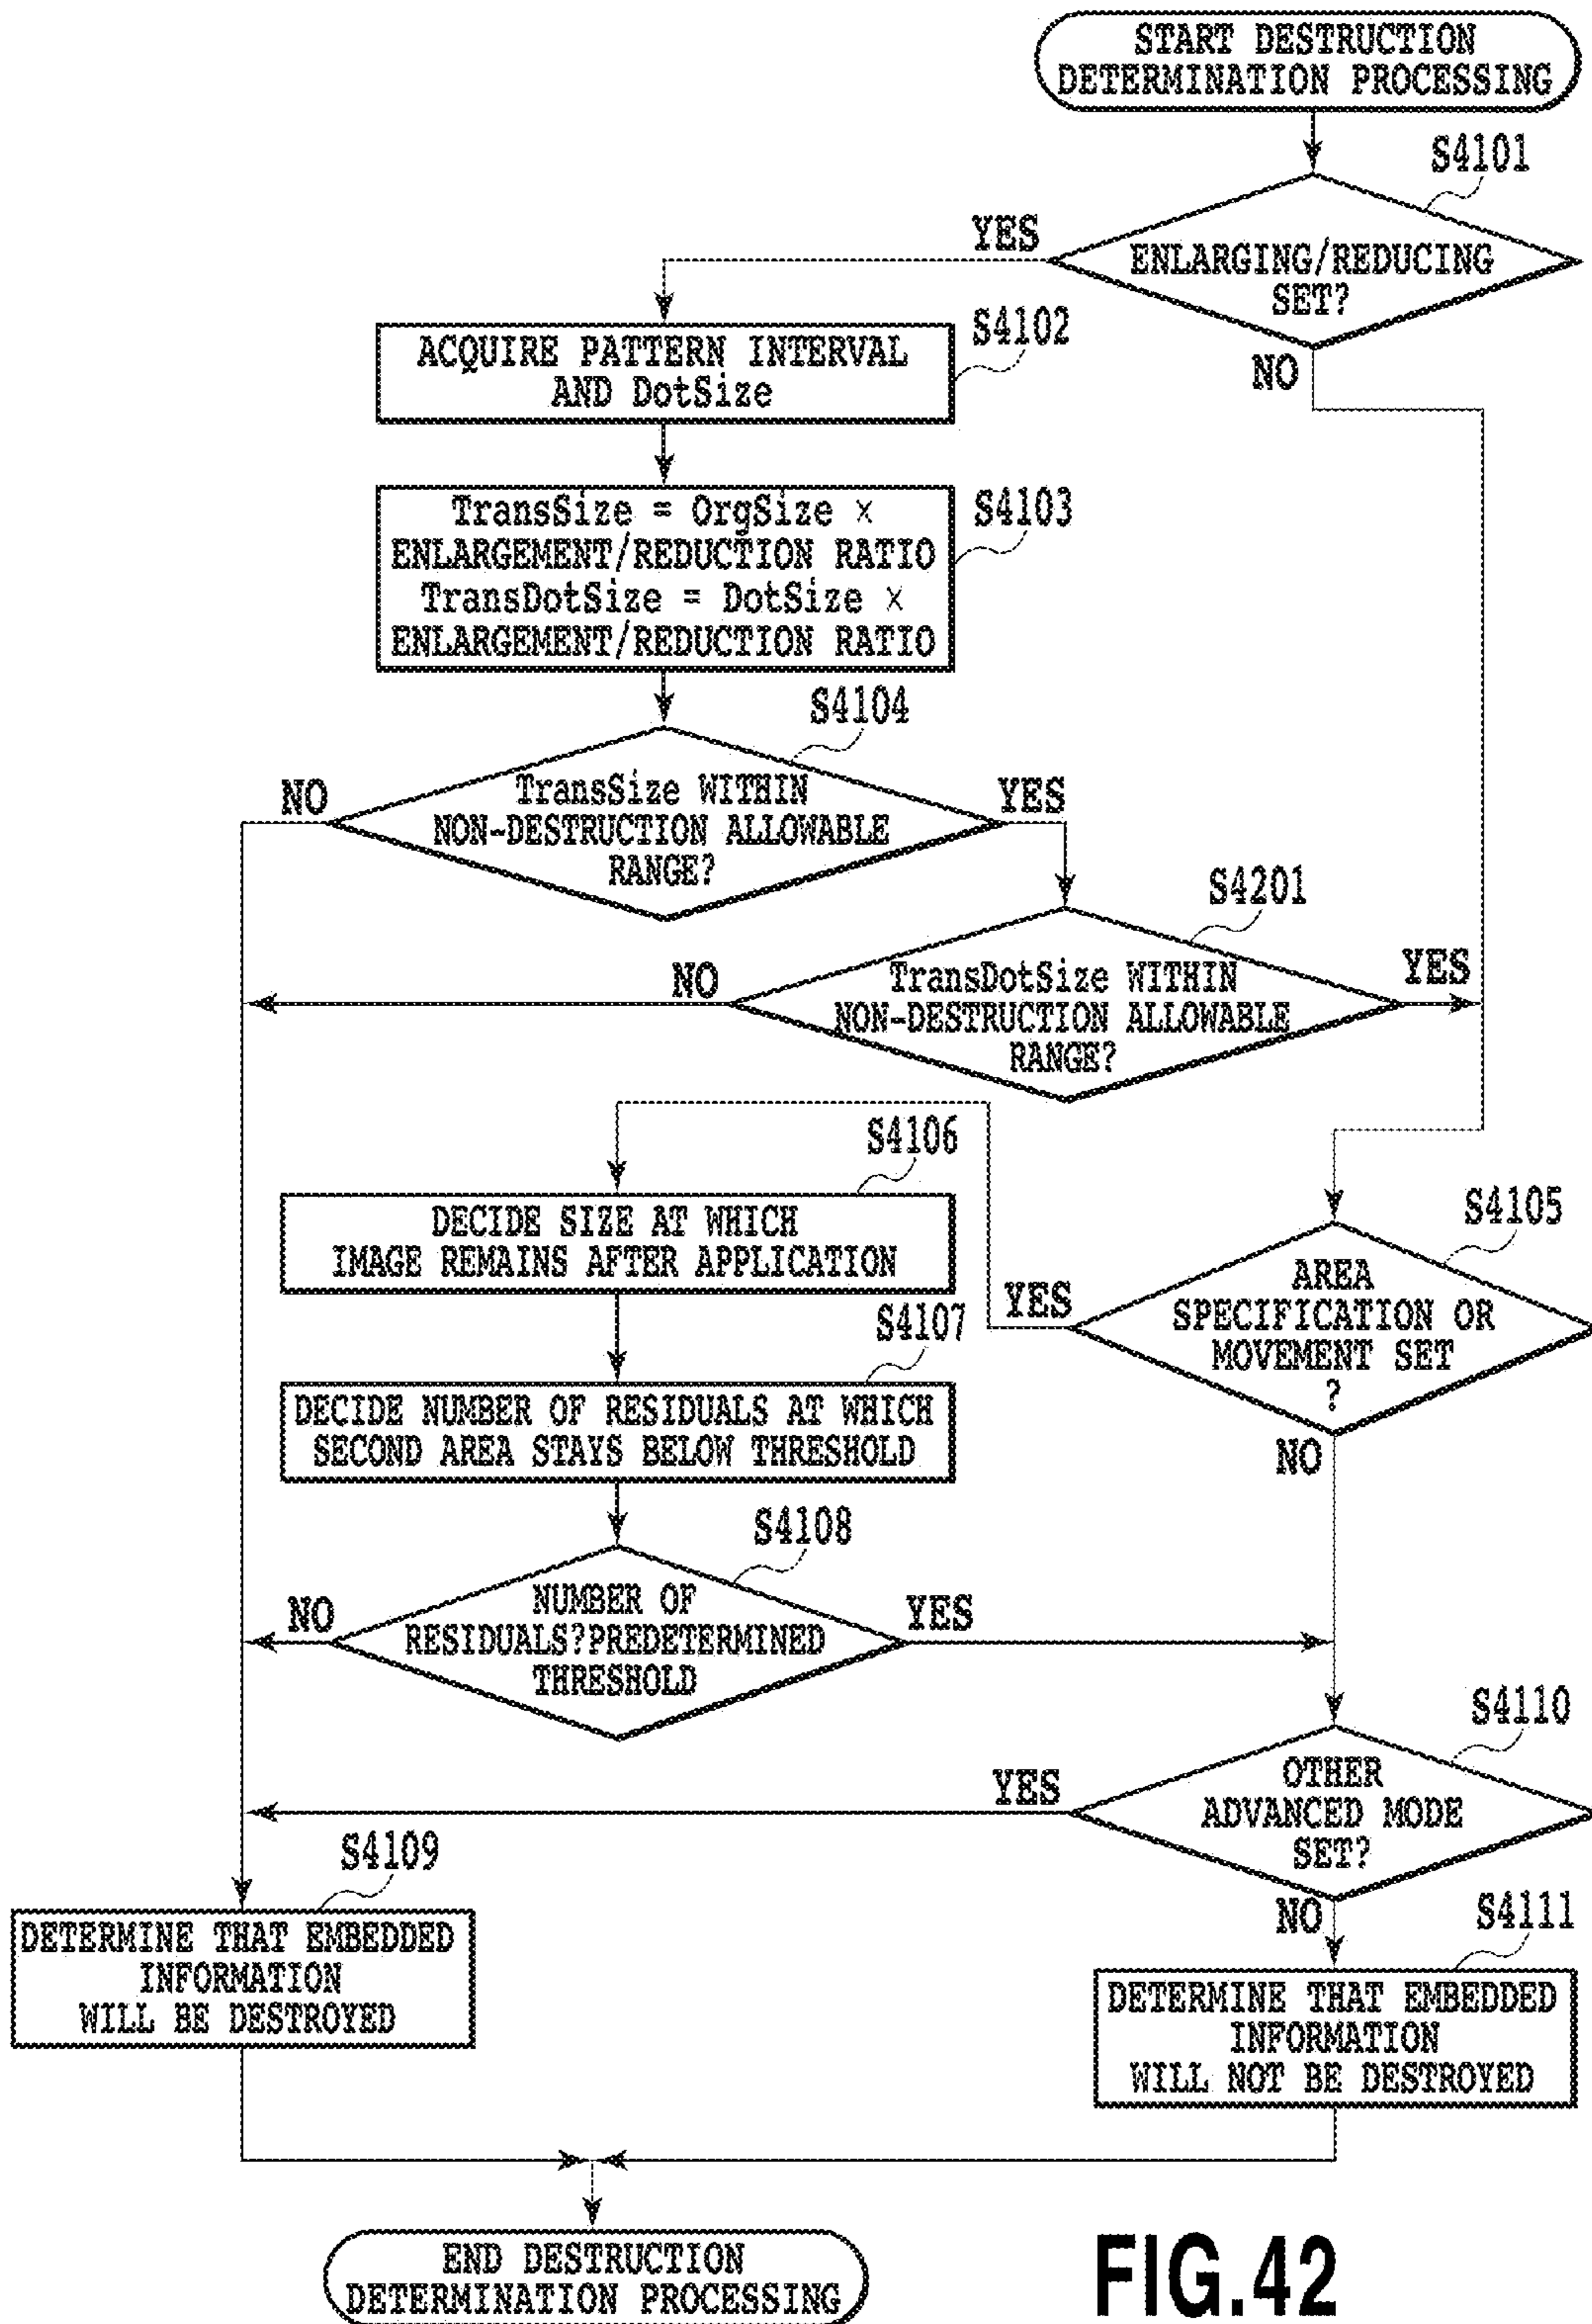 START DESTRUCTION
DETERMINATION PROCESSING
S4101
YES
ENLARGING/REDUCING
SET?
NO
S4102
ACQUIRE PATTERN INTERVAL
AND DotSize
S4103
TransSize = OrgSize ×
ENLARGEMENT/REDUCTION RATIO
TransDotSize = DotSize ×
ENLARGEMENT/REDUCTION RATIO
S4104
NO
TransSize WITHIN
NON-DESTRUCTION ALLOWABLE
RANGE?
YES
S4201
NO
TransDotSize WITHIN
NON-DESTRUCTION ALLOWABLE
RANGE?
YES
S4106
DECIDE SIZE AT WHICH
IMAGE REMAINS AFTER APPLICATION
S4105
YES
AREA
SPECIFICATION OR
MOVEMENT SET
?
NO
S4107
DECIDE NUMBER OF RESIDUALS AT WHICH
SECOND AREA STAYS BELOW THRESHOLD
S4108
NO
NUMBER OF
RESIDUALS?PREDETERMINED
THRESHOLD
YES
S4110
YES
OTHER
ADVANCED MODE
SET?
NO
S4109
DETERMINE THAT EMBEDDED
INFORMATION
WILL BE DESTROYED
S4111
DETERMINE THAT EMBEDDED
INFORMATION
WILL NOT BE DESTROYED
END DESTRUCTION
DETERMINATION PROCESSING
FIG.42